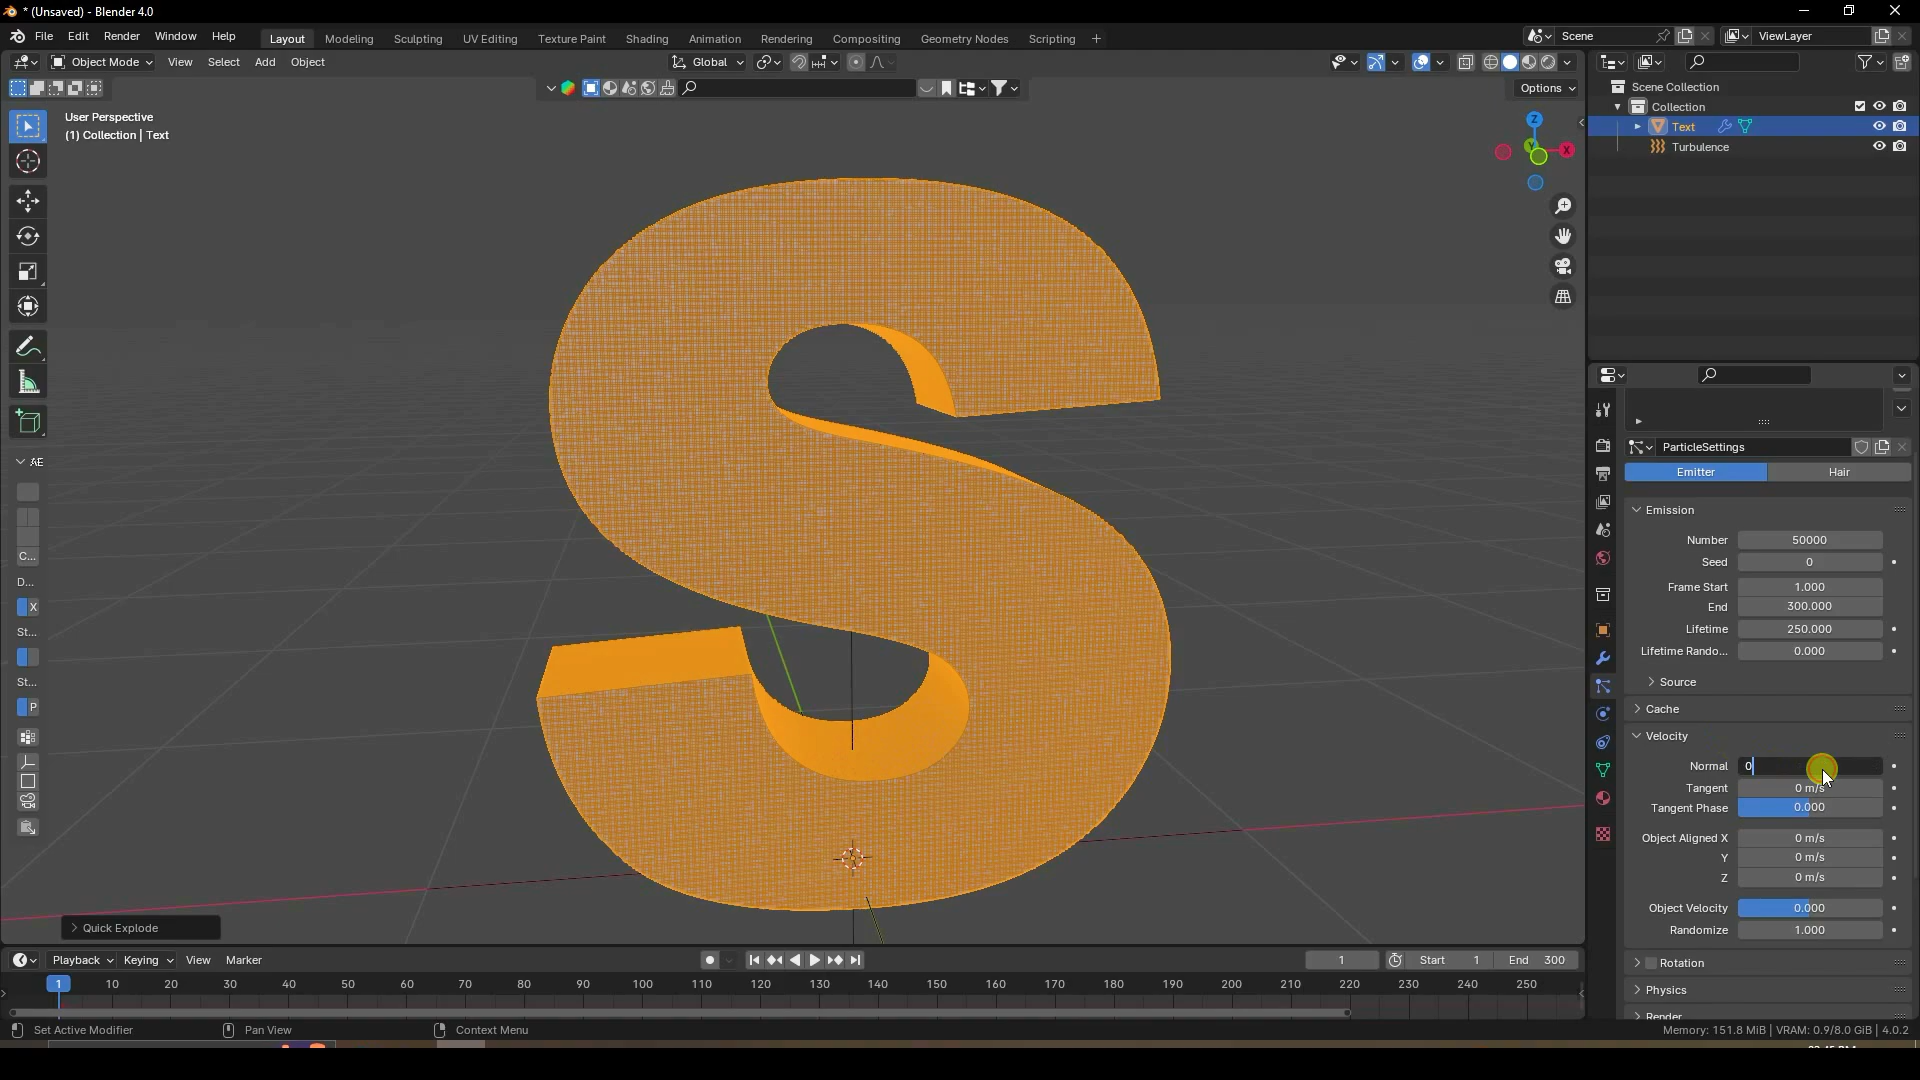 * (Unsaved) - Blender 4.0
File Edit Render Window Help
Layout Modeling Sculpting UV Editing Texture Paint Shading Animation Rendering Compositing Geometry Nodes Scripting +
Scene
ViewLayer
Object Mode View Select Add Object
Global
Options
User Perspective
(1) Collection | Text
Z
Y
X
Scene Collection
Collection
Text
Turbulence
AE
C...
D...
X
St...
St...
P
ParticleSettings
Emitter Hair
Emission
Number 50000
Seed 0
Frame Start 1.000
End 300.000
Lifetime 250.000
Lifetime Rando... 0.000
Source
Cache
Velocity
Normal 0
Tangent 0 m/s
Tangent Phase 0.000
Object Aligned X 0 m/s
Y 0 m/s
Z 0 m/s
Object Velocity 0.000
Randomize 1.000
Rotation
Physics
Render
Quick Explode
Playback Keying View Marker
1 Start 1 End 300
1 10 20 30 40 50 60 70 80 90 100 110 120 130 140 150 160 170 180 190 200 210 220 230 240 250
Set Active Modifier Pan View Context Menu
Memory: 151.8 MiB | VRAM: 0.9/8.0 GiB | 4.0.2